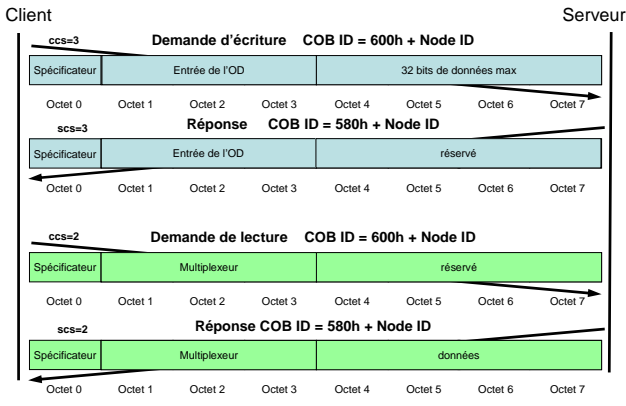 Client Serveur
ccs=3 Demande d'écriture COB ID = 600h + Node ID
Spécificateur Entrée de l'OD 32 bits de données max
Octet 0 Octet 1 Octet 2 Octet 3 Octet 4 Octet 5 Octet 6 Octet 7
scs=3 Réponse COB ID = 580h + Node ID
Spécificateur Entrée de l'OD réservé
Octet 0 Octet 1 Octet 2 Octet 3 Octet 4 Octet 5 Octet 6 Octet 7
ccs=2 Demande de lecture COB ID = 600h + Node ID
Spécificateur Multiplexeur réservé
Octet 0 Octet 1 Octet 2 Octet 3 Octet 4 Octet 5 Octet 6 Octet 7
scs=2 Réponse COB ID = 580h + Node ID
Spécificateur Multiplexeur données
Octet 0 Octet 1 Octet 2 Octet 3 Octet 4 Octet 5 Octet 6 Octet 7